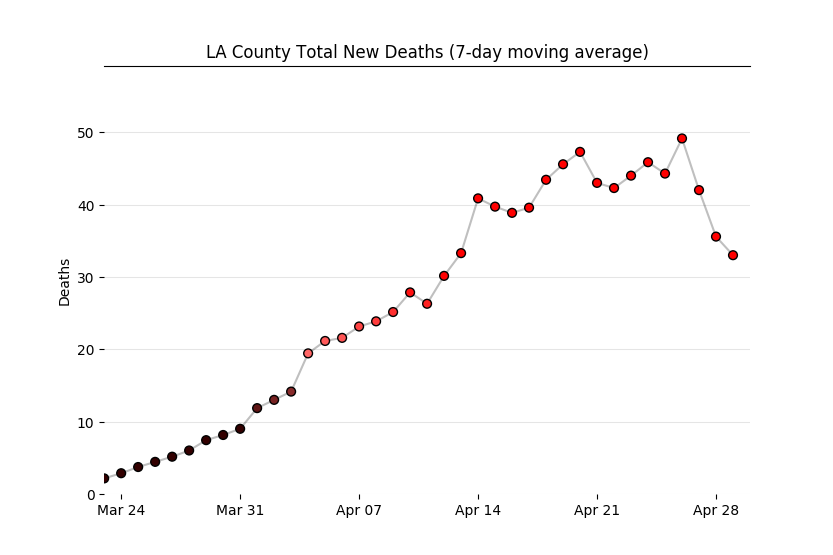 LA County Total New Deaths (7-day moving average)
50
40
30
20
10
0
Deaths
Mar 24 Mar 31 Apr 07 Apr 14 Apr 21 Apr 28